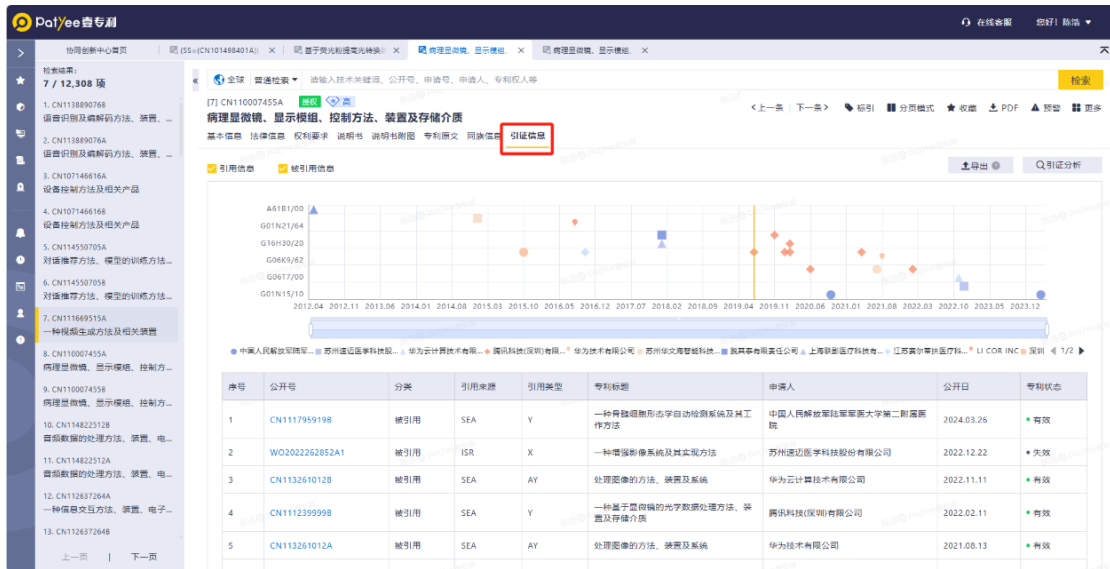 Patyee壹专利
在线客服 您好! 陈浩
协同创新中心首页 (SS=(CN101498401A)) 基于荧光粉提高光转换... 病理显微镜、显示模组、 病理显微镜、显示模组、
检索结果:
7 / 12,308 项
全球 普通检索 请输入技术关键词、公开号、申请号、申请人、专利权人等 检索
1. CN113889076B
语音识别及编解码方法、装置、...
2. CN113889076A
语音识别及编解码方法、装置、...
3. CN107146616A
设备控制方法及相关产品
4. CN107146616B
设备控制方法及相关产品
5. CN114550705A
对话推荐方法、模型的训练方法...
6. CN114550705B
对话推荐方法、模型的训练方法...
7. CN111669515A
一种视频生成方法及相关装置
8. CN110007455A
病理显微镜、显示模组、控制方...
9. CN110007455B
病理显微镜、显示模组、控制方...
10. CN114822512B
音频数据的处理方法、装置、电...
11. CN114822512A
音频数据的处理方法、装置、电...
12. CN112637264A
一种信息交互方法、装置、电子...
13. CN112637264B
上一页 | 下一页
[7] CN110007455A 授权 高
<上一条 下一条> 标引 分页模式 收藏 PDF 预警 更多
病理显微镜、显示模组、控制方法、装置及存储介质
基本信息 法律信息 权利要求 说明书 说明书附图 专利原文 同族信息 引证信息
引用信息 被引用信息 导出 引证分析
A61B1/00
G01N21/64
G16H30/20
G06K9/62
G06T7/00
G01N15/10
2012.04 2012.11 2013.06 2014.01 2014.08 2015.03 2015.10 2016.05 2016.12 2017.07 2018.02 2018.09 2019.04 2019.11 2020.06 2021.01 2021.08 2022.03 2022.10 2023.05 2023.12
中国人民解放军陆军... 苏州速迈医学科技股... 华为云计算技术有限... 腾讯科技(深圳)有限... 华为技术有限公司 苏州华文海智能科技... 脱其泰有限责任公司 上海联影医疗科技有... 江苏赛尔蒂扶医疗科... LI COR INC 深圳 1/2
序号 公开号 分类 引用来源 引用类型 专利标题 申请人 公开日 专利状态
1 CN111795919B 被引用 SEA Y 一种骨髓细胞形态学自动检测系统及其工作方法 中国人民解放军陆军军医大学第二附属医院 2024.03.26 有效
2 WO2022262852A1 被引用 ISR X 一种增强影像系统及其实现方法 苏州速迈医学科技股份有限公司 2022.12.22 失效
3 CN113261012B 被引用 SEA AY 处理图像的方法、装置及系统 华为云计算技术有限公司 2022.11.11 有效
4 CN111239999B 被引用 SEA Y 一种基于显微镜的光学数据处理方法、装置及存储介质 腾讯科技(深圳)有限公司 2022.02.11 有效
5 CN113261012A 被引用 SEA AY 处理图像的方法、装置及系统 华为技术有限公司 2021.08.13 有效